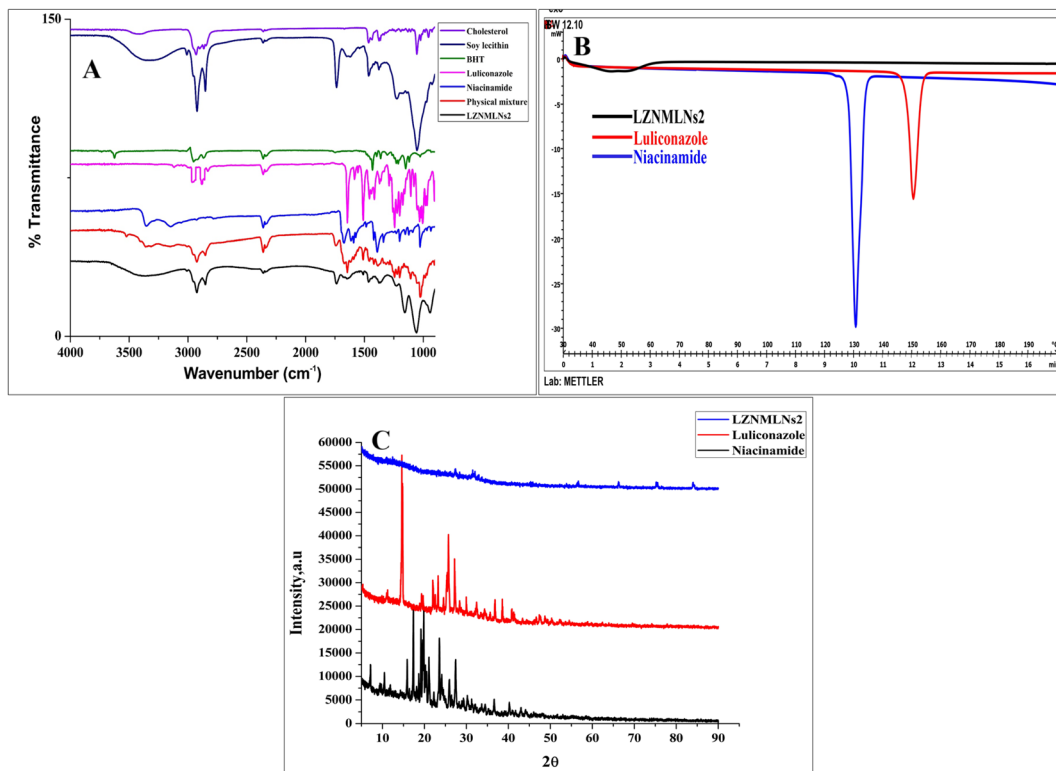 150
A
Cholesterol
Soy lecithin
BHT
Luliconazole
Niacinamide
Physical mixture
LZNMLNs2
% Transmittance
0
4000 3500 3000 2500 2000 1500 1000
Wavenumber (cm-1)
W 12.10
mW
B
0
-5
-10
-15
-20
-25
-30
LZNMLNs2
Luliconazole
Niacinamide
30 40 50 60 70 80 90 100 110 120 130 140 150 160 170 180 190
0 1 2 3 4 5 6 7 8 9 10 11 12 13 14 15 16
Lab: METTLER
C
LZNMLNs2
Luliconazole
Niacinamide
60000
55000
50000
45000
40000
35000
30000
25000
20000
15000
10000
5000
0
Intensity,a.u
10 20 30 40 50 60 70 80 90
2θ